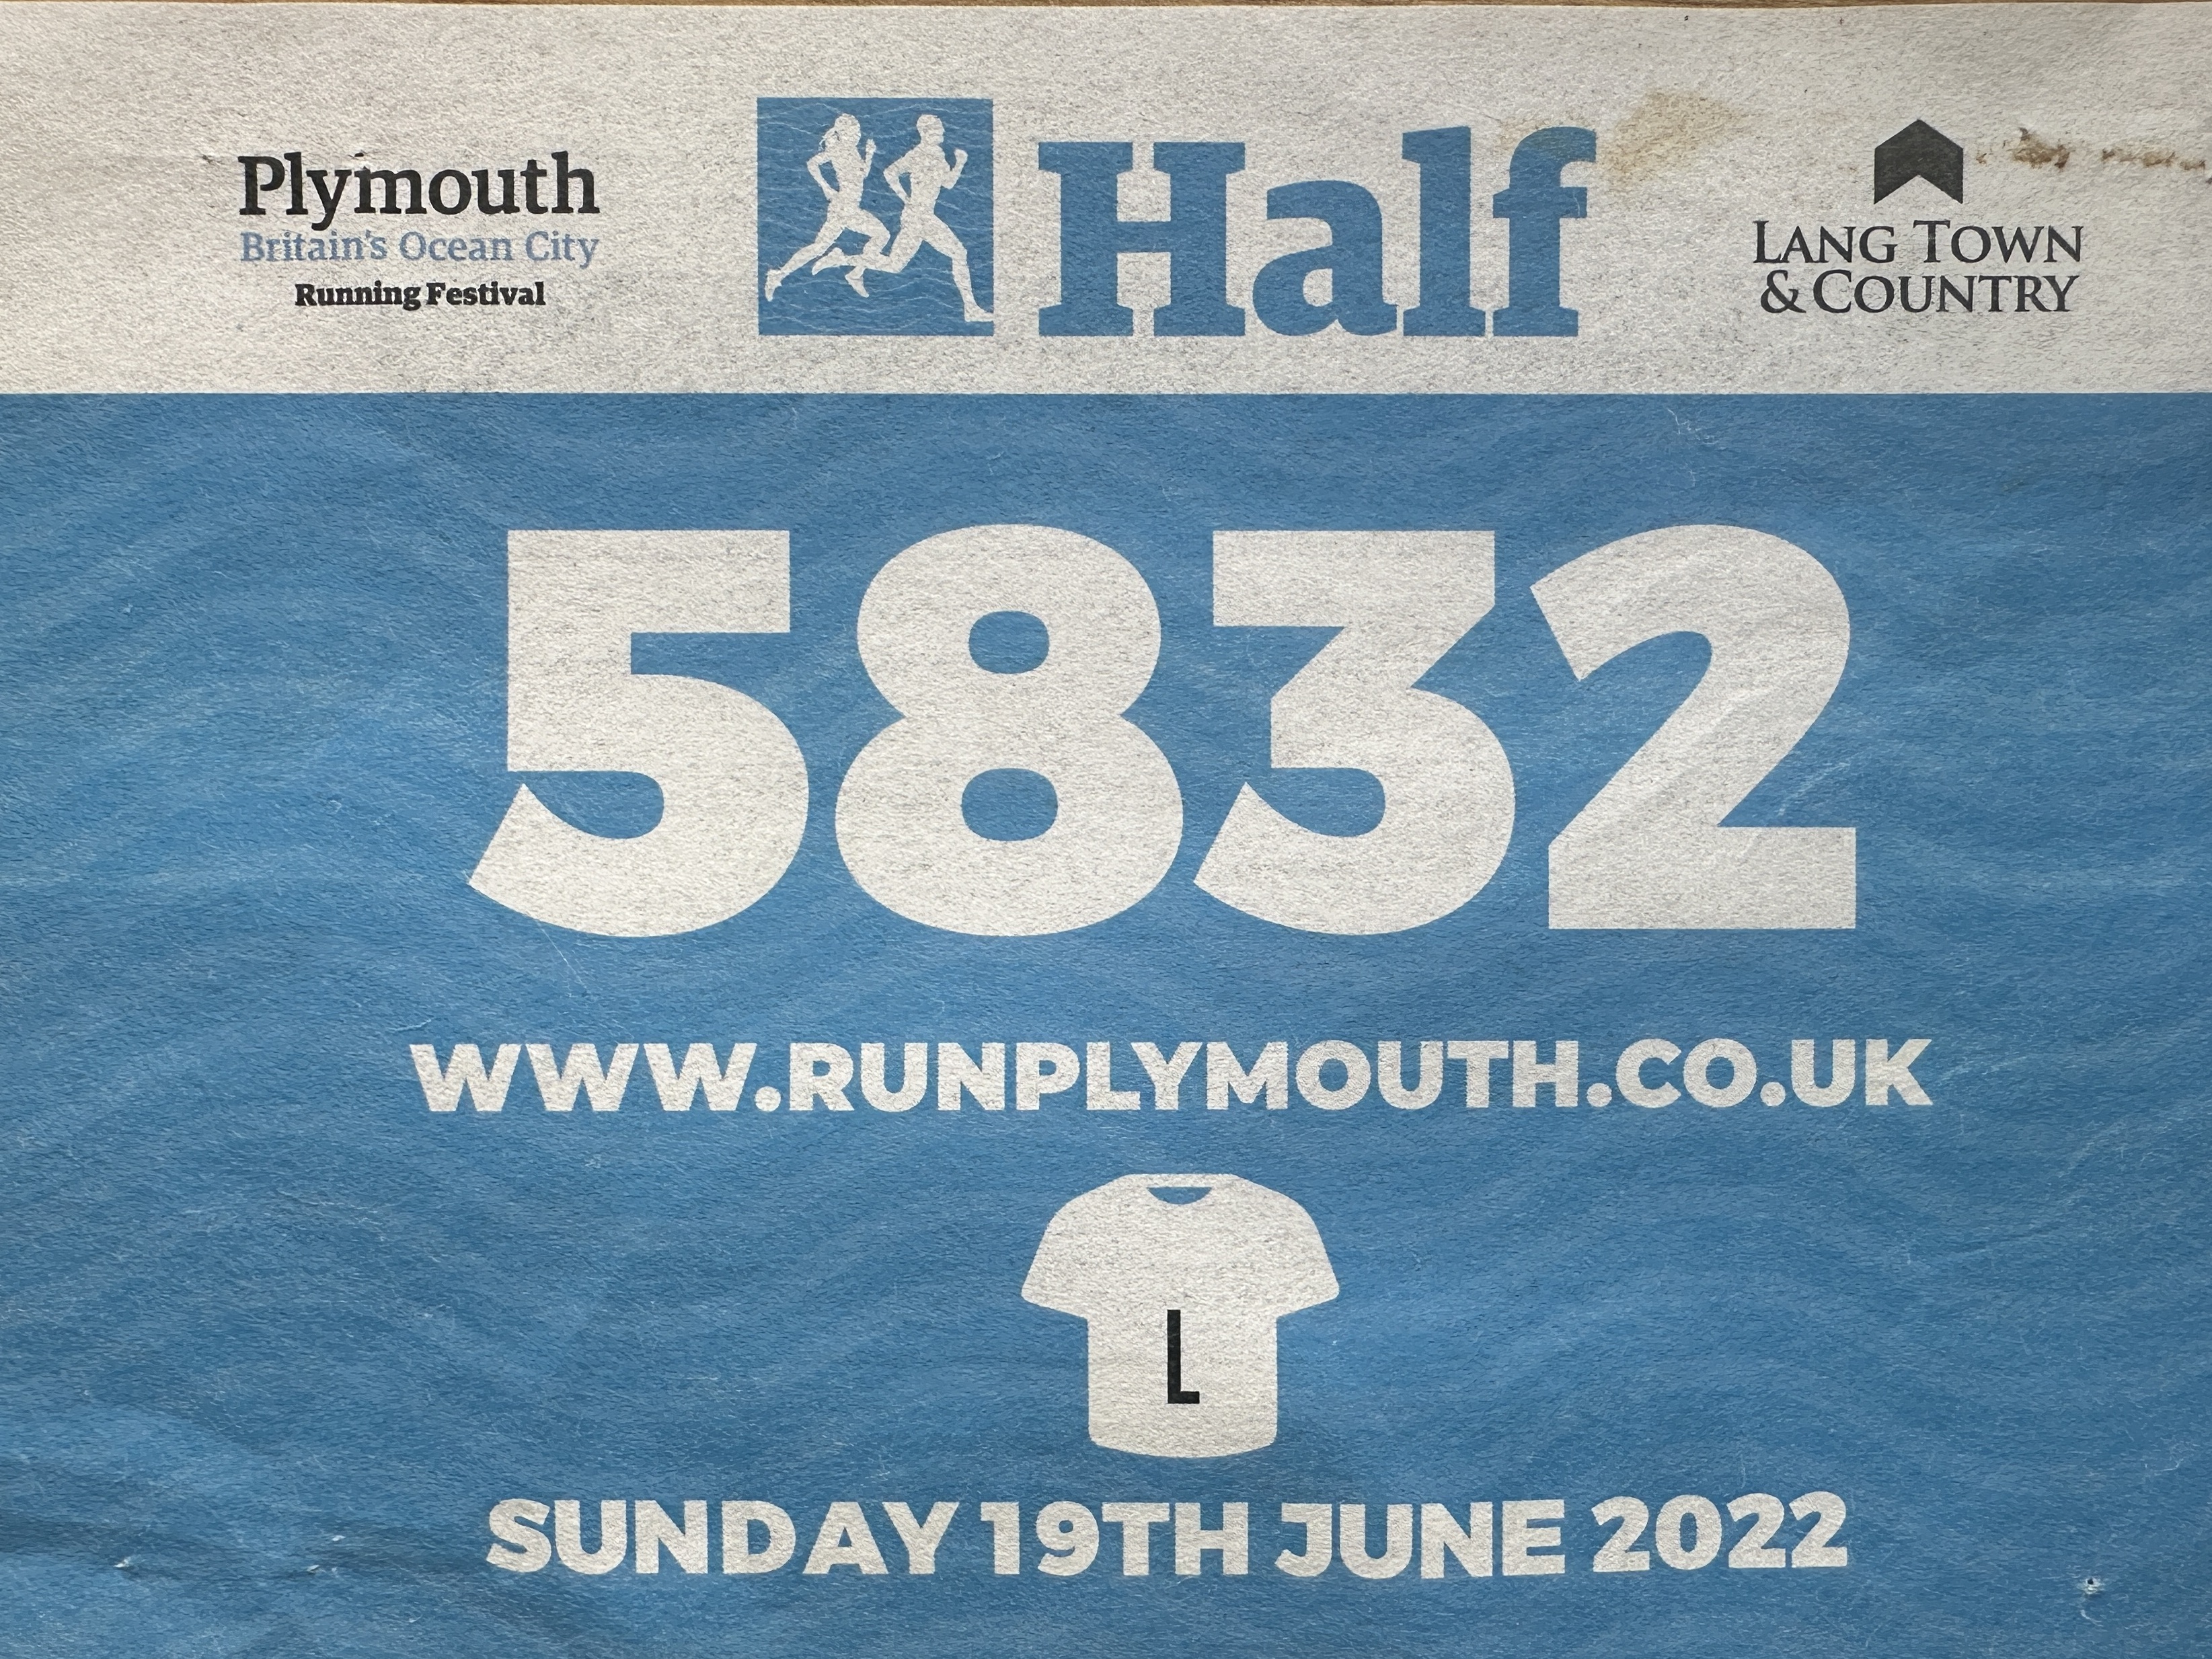 Plymouth
Britain's Ocean City
Running Festival
Half
LANG TOWN
& COUNTRY
5832
WWW.RUNPLYMOUTH.CO.UK
L
SUNDAY 19TH JUNE 2022